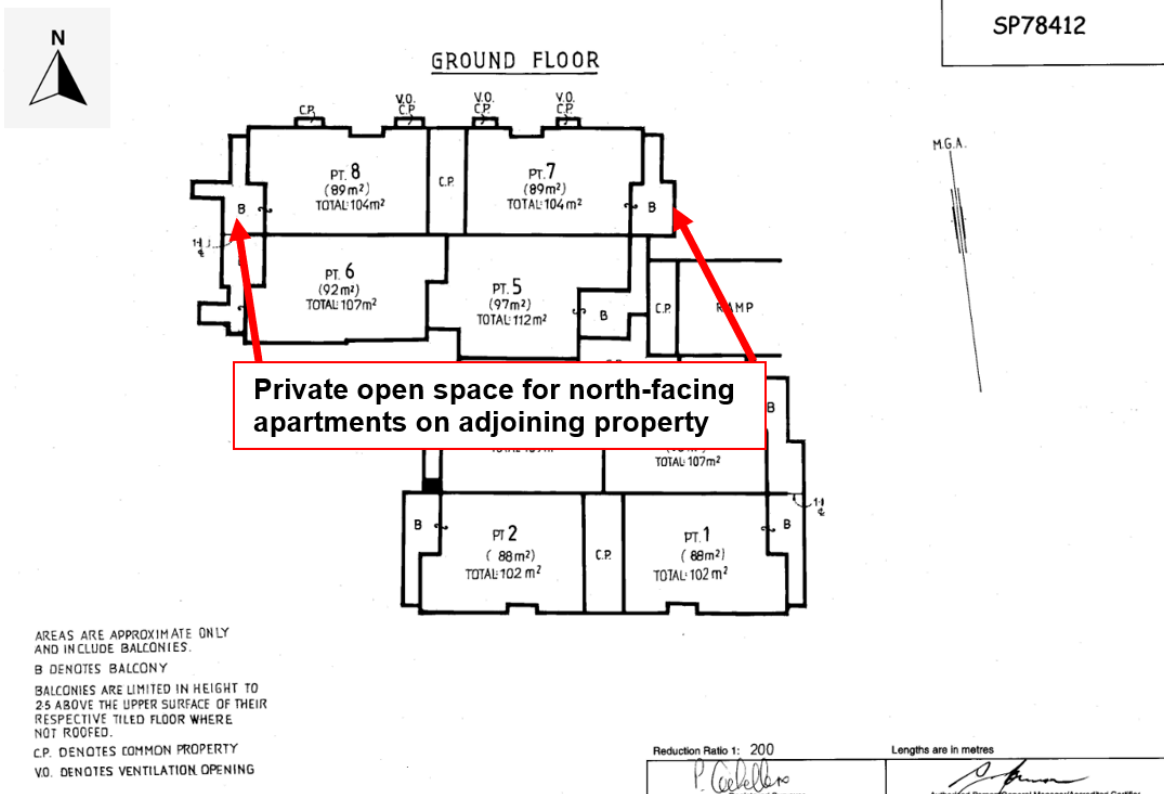 N
SP78412
GROUND FLOOR
C.P.
V.O.
C.P.
V.O.
C.P.
V.O.
C.P.
M.G.A.
PT. 8
(89m²)
TOTAL:104m²
C.P.
PT. 7
(89m²)
TOTAL:104m²
B
B
PT. 6
(92m²)
TOTAL:107m²
PT. 5
(97m²)
TOTAL:112m²
B
C.P.
RAMP
Private open space for north-facing
apartments on adjoining property
B
TOTAL:107m²
B
PT 2
(88m²)
TOTAL:102m²
C.P.
PT. 1
(88m²)
TOTAL:102m²
B
AREAS ARE APPROXIMATE ONLY
AND INCLUDE BALCONIES.
B DENOTES BALCONY
BALCONIES ARE LIMITED IN HEIGHT TO
2·5 ABOVE THE UPPER SURFACE OF THEIR
RESPECTIVE TILED FLOOR WHERE
NOT ROOFED.
C.P. DENOTES COMMON PROPERTY
V.O. DENOTES VENTILATION OPENING
Reduction Ratio 1: 200
Lengths are in metres